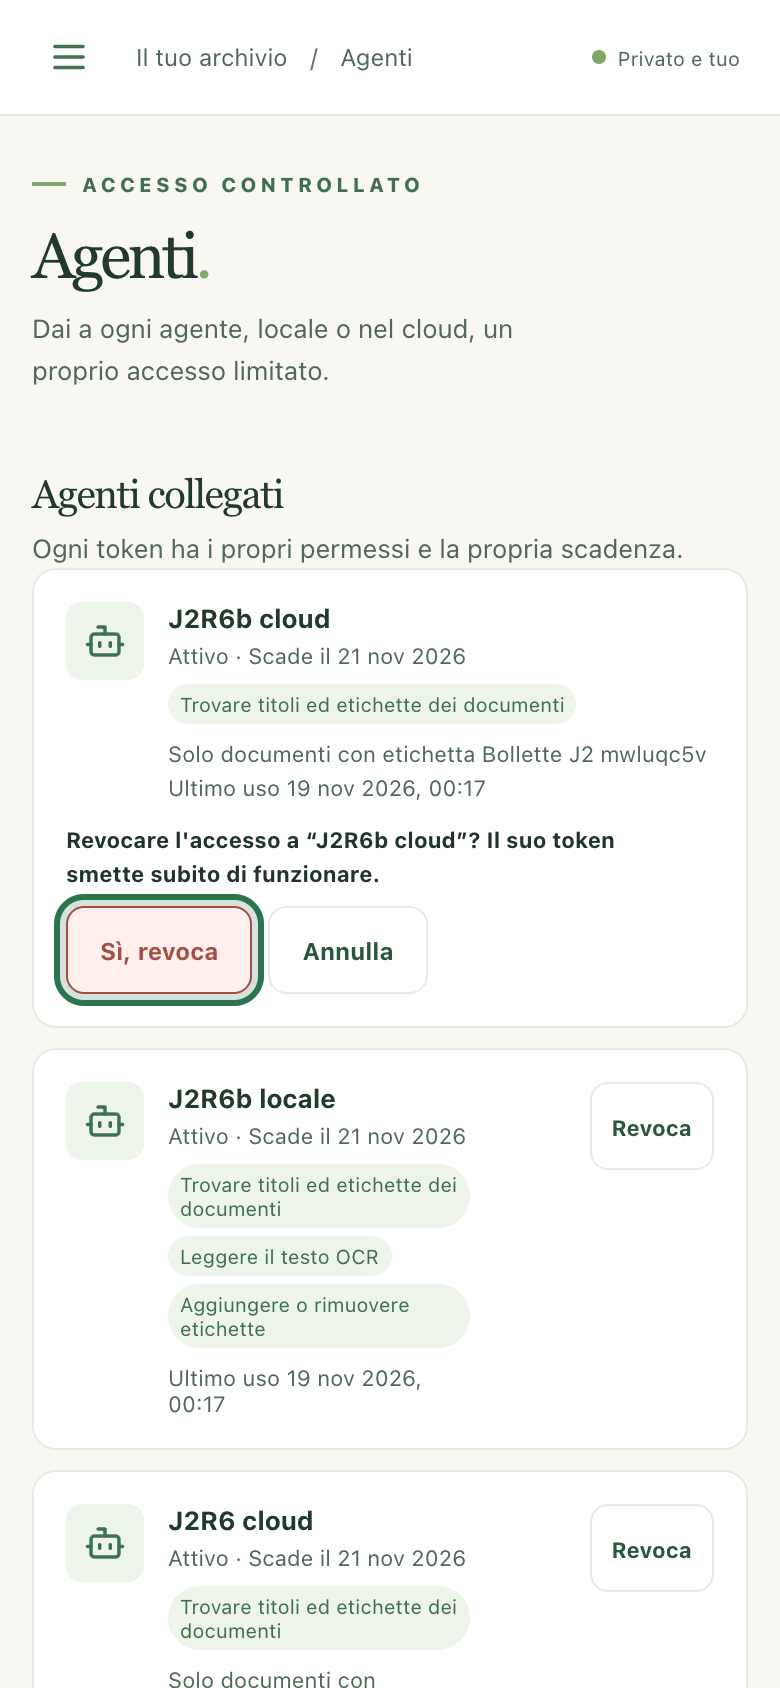 Il tuo archivio / Agenti
Privato e tuo
ACCESSO CONTROLLATO
Agenti.
Dai a ogni agente, locale o nel cloud, un
proprio accesso limitato.
Agenti collegati
Ogni token ha i propri permessi e la propria scadenza.
J2R6b cloud
Attivo · Scade il 21 nov 2026
Trovare titoli ed etichette dei documenti
Solo documenti con etichetta Bollette J2 mwluqc5v
Ultimo uso 19 nov 2026, 00:17
Revocare l'accesso a “J2R6b cloud”? Il suo token
smette subito di funzionare.
Sì, revoca
Annulla
J2R6b locale
Revoca
Attivo · Scade il 21 nov 2026
Trovare titoli ed etichette dei
documenti
Leggere il testo OCR
Aggiungere o rimuovere
etichette
Ultimo uso 19 nov 2026,
00:17
J2R6 cloud
Revoca
Attivo · Scade il 21 nov 2026
Trovare titoli ed etichette dei
documenti
Solo documenti con